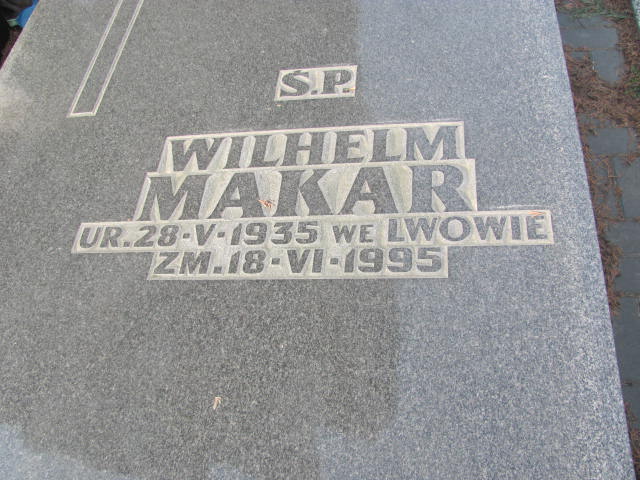 Ś.P.
WILHELM
MAKAR
UR. 28-V-1935 WE LWOWIE
ZM. 18-VI-1995